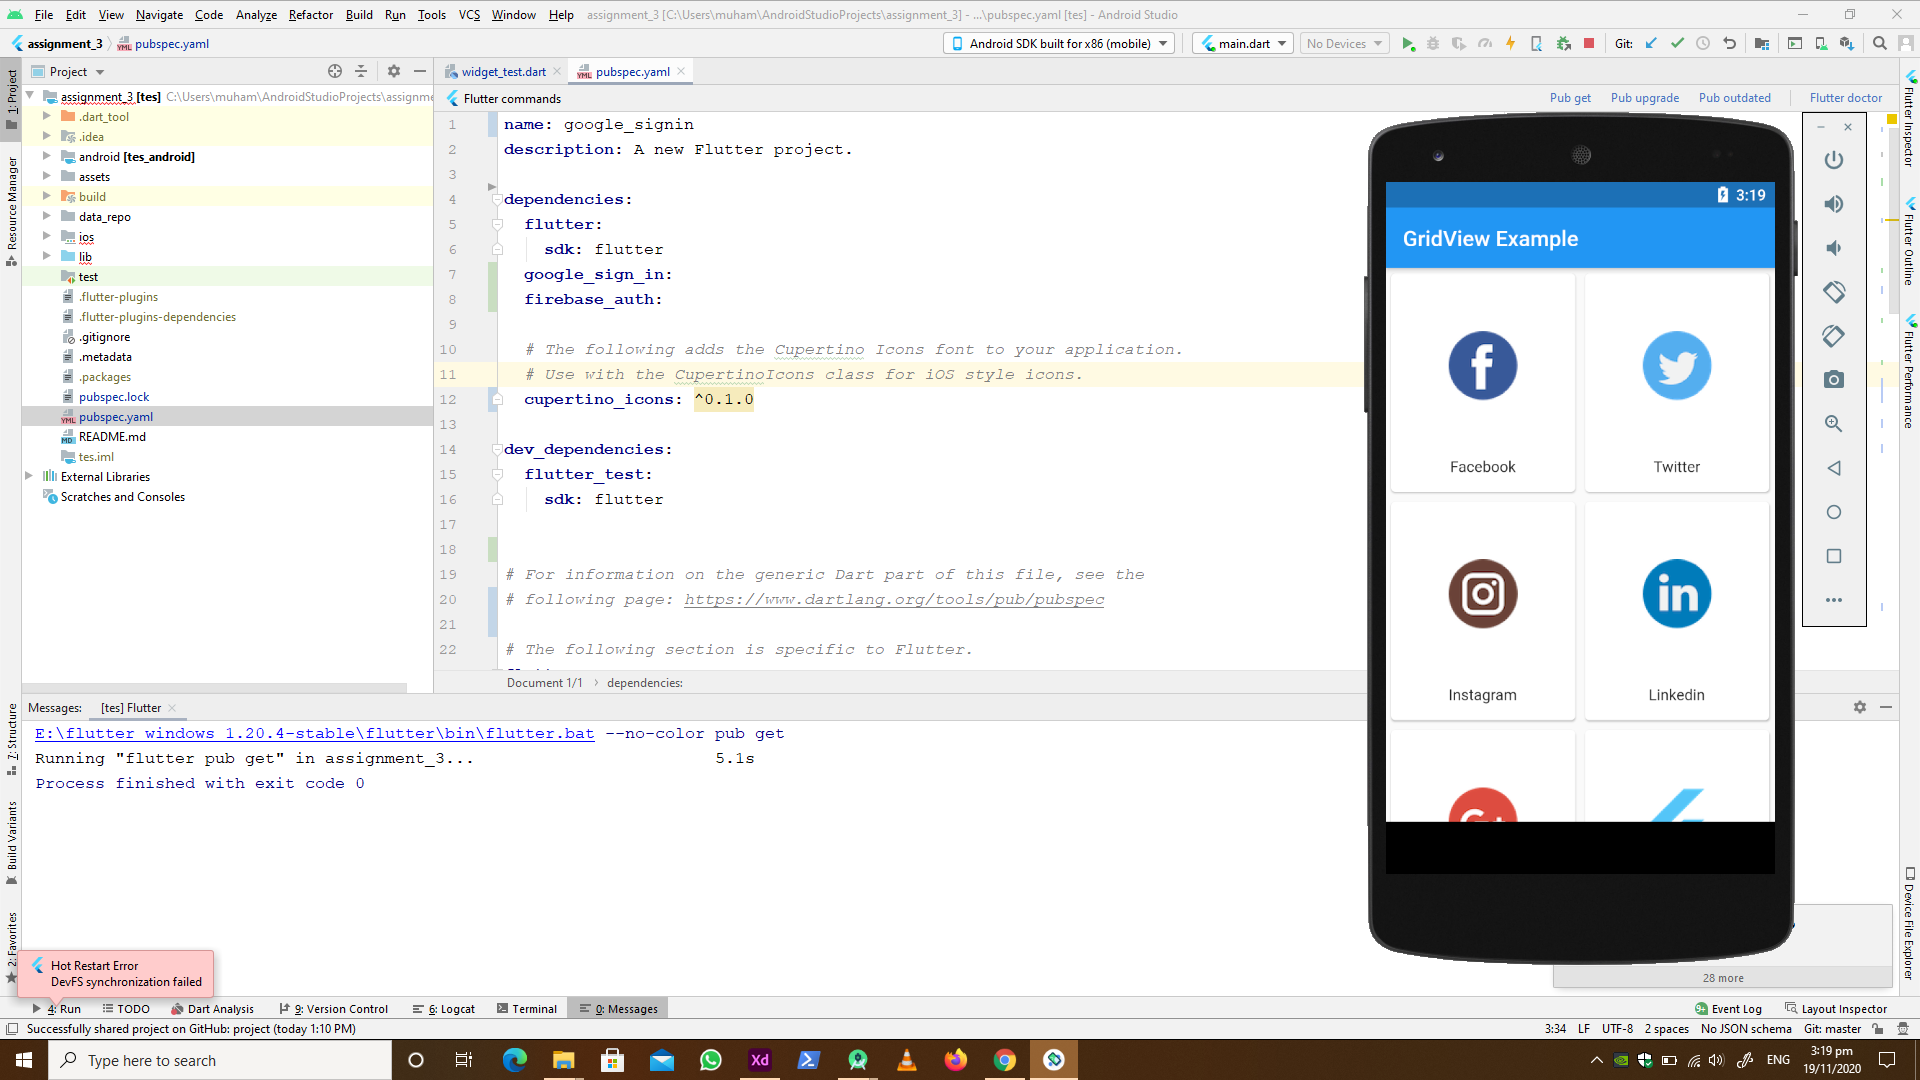 File Edit View Navigate Code Analyze Refactor Build Run Tools VCS Window Help assignment_3 [C:\Users\muham\AndroidStudioProjects\assignment_3] - ...\pubspec.yaml [tes] - Android Studio
assignment_3 pubspec.yaml
Android SDK built for x86 (mobile) main.dart No Devices Git:
1: Project
Resource Manager
7: Structure
Build Variants
2: Favorites
Project
assignment_3 [tes] C:\Users\muham\AndroidStudioProjects\assignme
.dart_tool
.idea
android [tes_android]
assets
build
data_repo
ios
lib
test
.flutter-plugins
.flutter-plugins-dependencies
.gitignore
.metadata
.packages
pubspec.lock
pubspec.yaml
README.md
tes.iml
External Libraries
Scratches and Consoles
widget_test.dart pubspec.yaml
Flutter commands Pub get Pub upgrade Pub outdated Flutter doctor
1 name: google_signin
2 description: A new Flutter project.
3
4 dependencies:
5 flutter:
6 sdk: flutter
7 google_sign_in:
8 firebase_auth:
9
10 # The following adds the Cupertino Icons font to your application.
11 # Use with the CupertinoIcons class for iOS style icons.
12 cupertino_icons: ^0.1.0
13
14 dev_dependencies:
15 flutter_test:
16 sdk: flutter
17
18
19 # For information on the generic Dart part of this file, see the
20 # following page: https://www.dartlang.org/tools/pub/pubspec
21
22 # The following section is specific to Flutter.
Document 1/1 dependencies:
3:19
GridView Example
Facebook Twitter
Instagram Linkedin
Flutter Inspector
Flutter Outline
Flutter Performance
Device File Explorer
Messages: [tes] Flutter
E:\flutter_windows_1.20.4-stable\flutter\bin\flutter.bat --no-color pub get
Running "flutter pub get" in assignment_3... 5.1s
Process finished with exit code 0
28 more
Hot Restart Error
DevFS synchronization failed
4: Run TODO Dart Analysis 9: Version Control 6: Logcat Terminal 0: Messages Event Log Layout Inspector
Successfully shared project on GitHub: project (today 1:10 PM) 3:34 LF UTF-8 2 spaces No JSON schema Git: master
Type here to search ENG 3:19 pm
19/11/2020